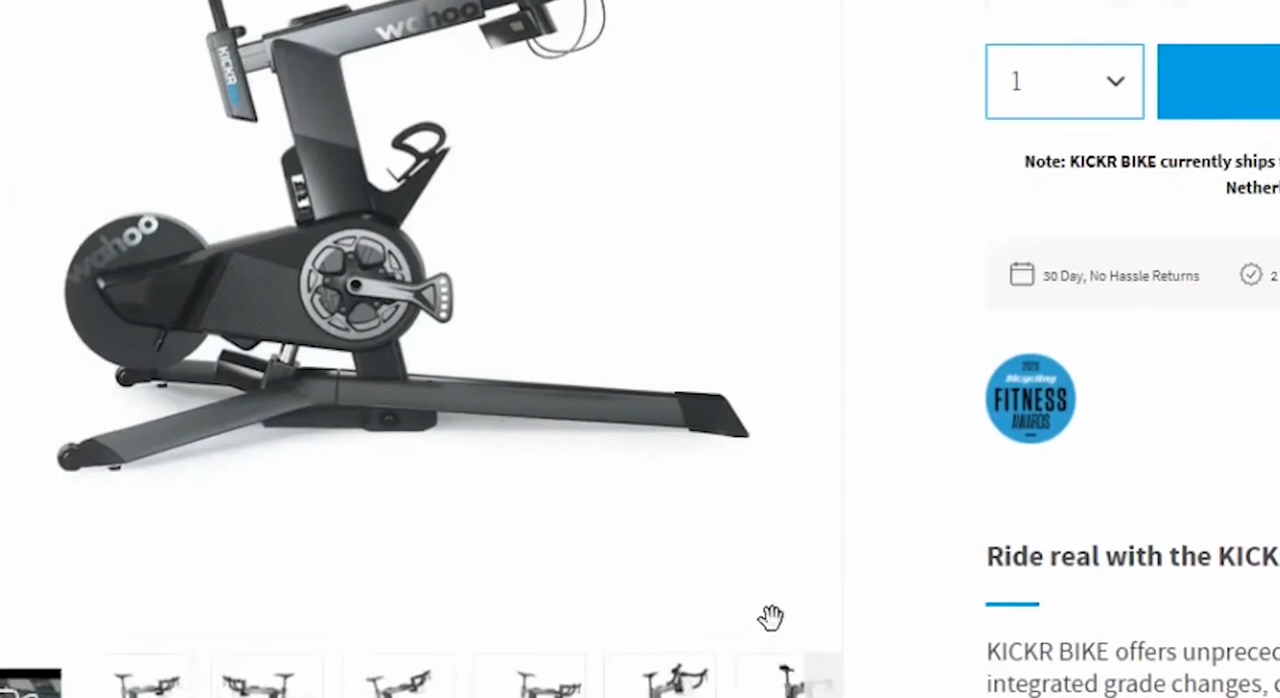 wahoo
KICKR
wahoo
1
Note: KICKR BIKE currently ships
30 Day, No Hassle Returns
2
2020
Bicycling
FITNESS
AWARDS
Ride real with the KICK
KICKR BIKE offers unpreced
integrated grade changes,